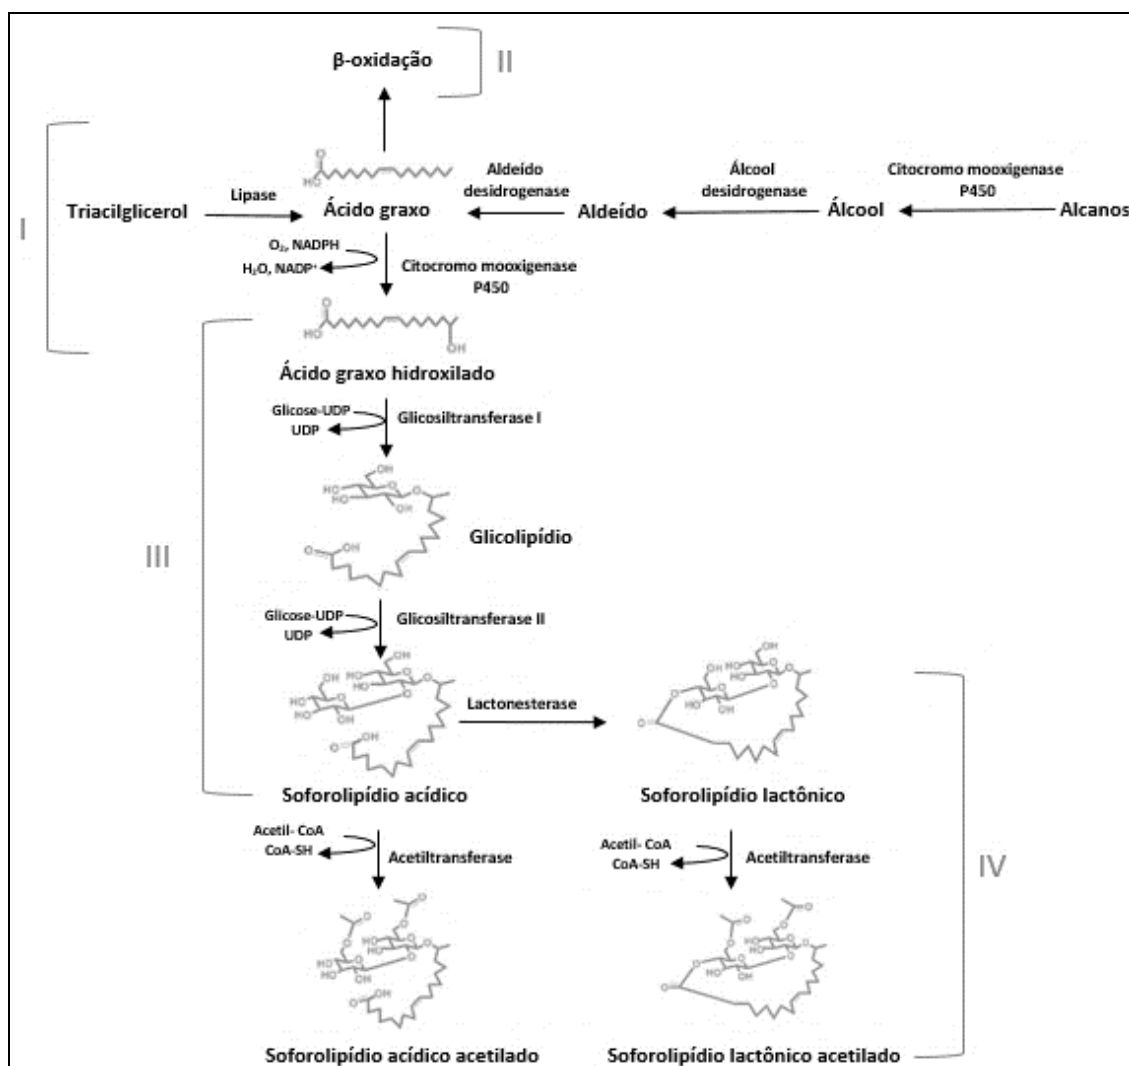 β-oxidação
II
I
Triacilglicerol
Lipase
Ácido graxo
Aldeído
desidrogenase
Aldeído
Álcool
desidrogenase
Álcool
Citocromo mooxigenase
P450
Alcanos
O
HO
O₂, NADPH
H₂O, NADP⁺
Citocromo mooxigenase
P450
O
HO
OH
Ácido graxo hidroxilado
III
Glicose-UDP
UDP
Glicosiltransferase I
Glicolipídio
Glicose-UDP
UDP
Glicosiltransferase II
Soforolipídio acídico
Lactonesterase
Soforolipídio lactônico
IV
Acetil- CoA
CoA-SH
Acetiltransferase
Acetil- CoA
CoA-SH
Acetiltransferase
Soforolipídio acídico acetilado
Soforolipídio lactônico acetilado